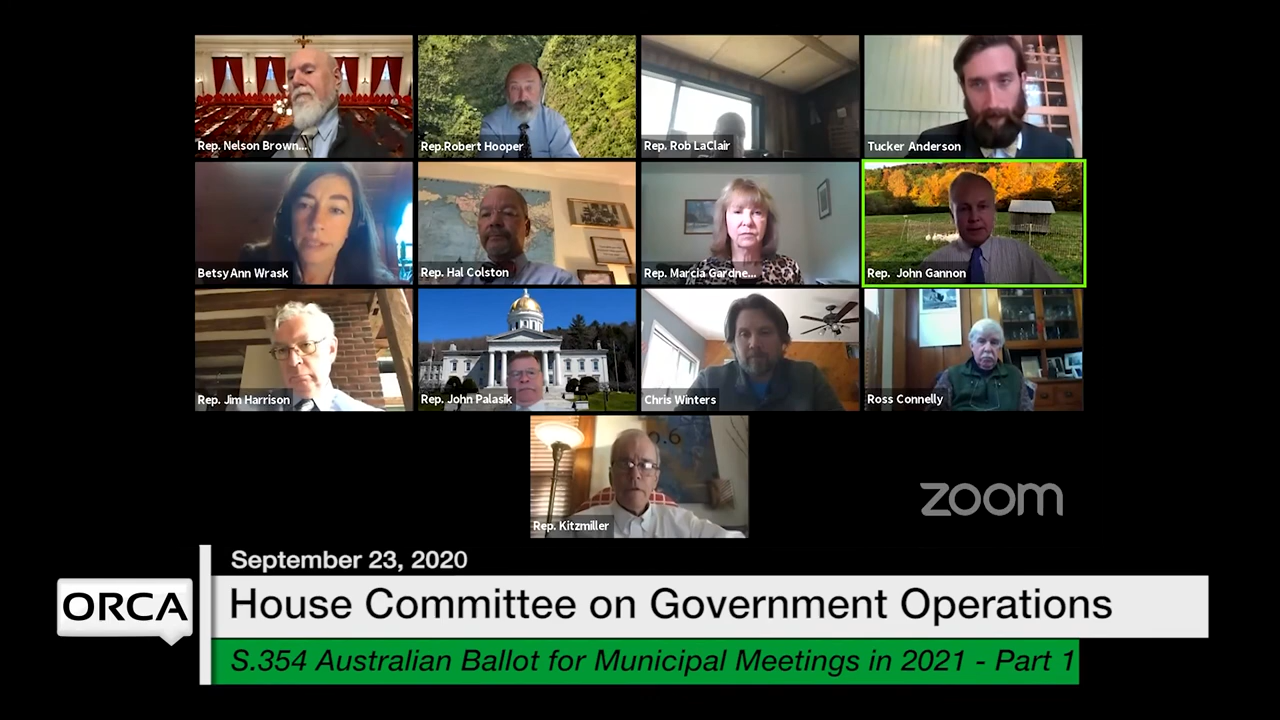 Rep. Nelson Brown...
Rep.Robert Hooper
Rep. Rob LaClair
Tucker Anderson
BetsyAnn Wrask
Rep. Hal Colston
Rep. Marcia Gardne...
Rep. John Gannon
Rep. Jim Harrison
Rep. John Palasik
Chris Winters
Ross Connelly
o.6
Rep. Kitzmiller
zoom
September 23, 2020
ORCA
House Committee on Government Operations
S.354 Australian Ballot for Municipal Meetings in 2021 - Part 1